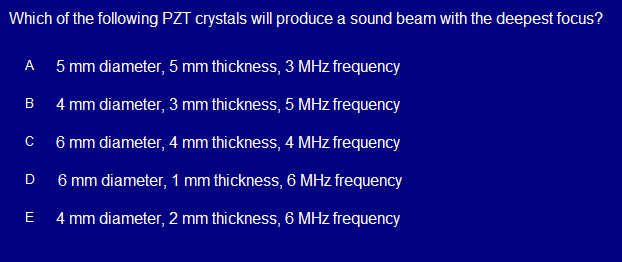 Which of the following PZT crystals will produce a sound beam with the deepest focus?
A 5 mm diameter, 5 mm thickness, 3 MHz frequency
B 4 mm diameter, 3 mm thickness, 5 MHz frequency
C 6 mm diameter, 4 mm thickness, 4 MHz frequency
D 6 mm diameter, 1 mm thickness, 6 MHz frequency
E 4 mm diameter, 2 mm thickness, 6 MHz frequency